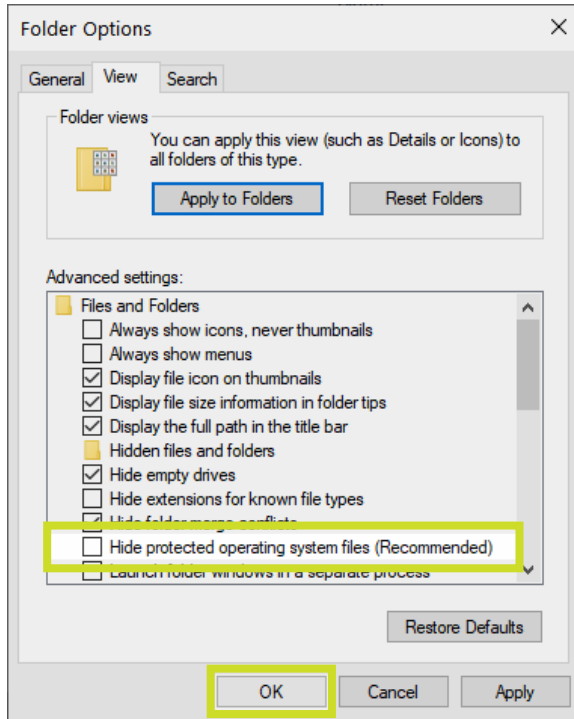 Folder Options
General View Search
Folder views
You can apply this view (such as Details or Icons) to
all folders of this type.
Apply to Folders Reset Folders
Advanced settings:
Files and Folders
Always show icons, never thumbnails
Always show menus
Display file icon on thumbnails
Display file size information in folder tips
Display the full path in the title bar
Hidden files and folders
Hide empty drives
Hide extensions for known file types
Hide folder merge conflicts
Hide protected operating system files (Recommended)
Launch folder windows in a separate process
Restore Defaults
OK Cancel Apply